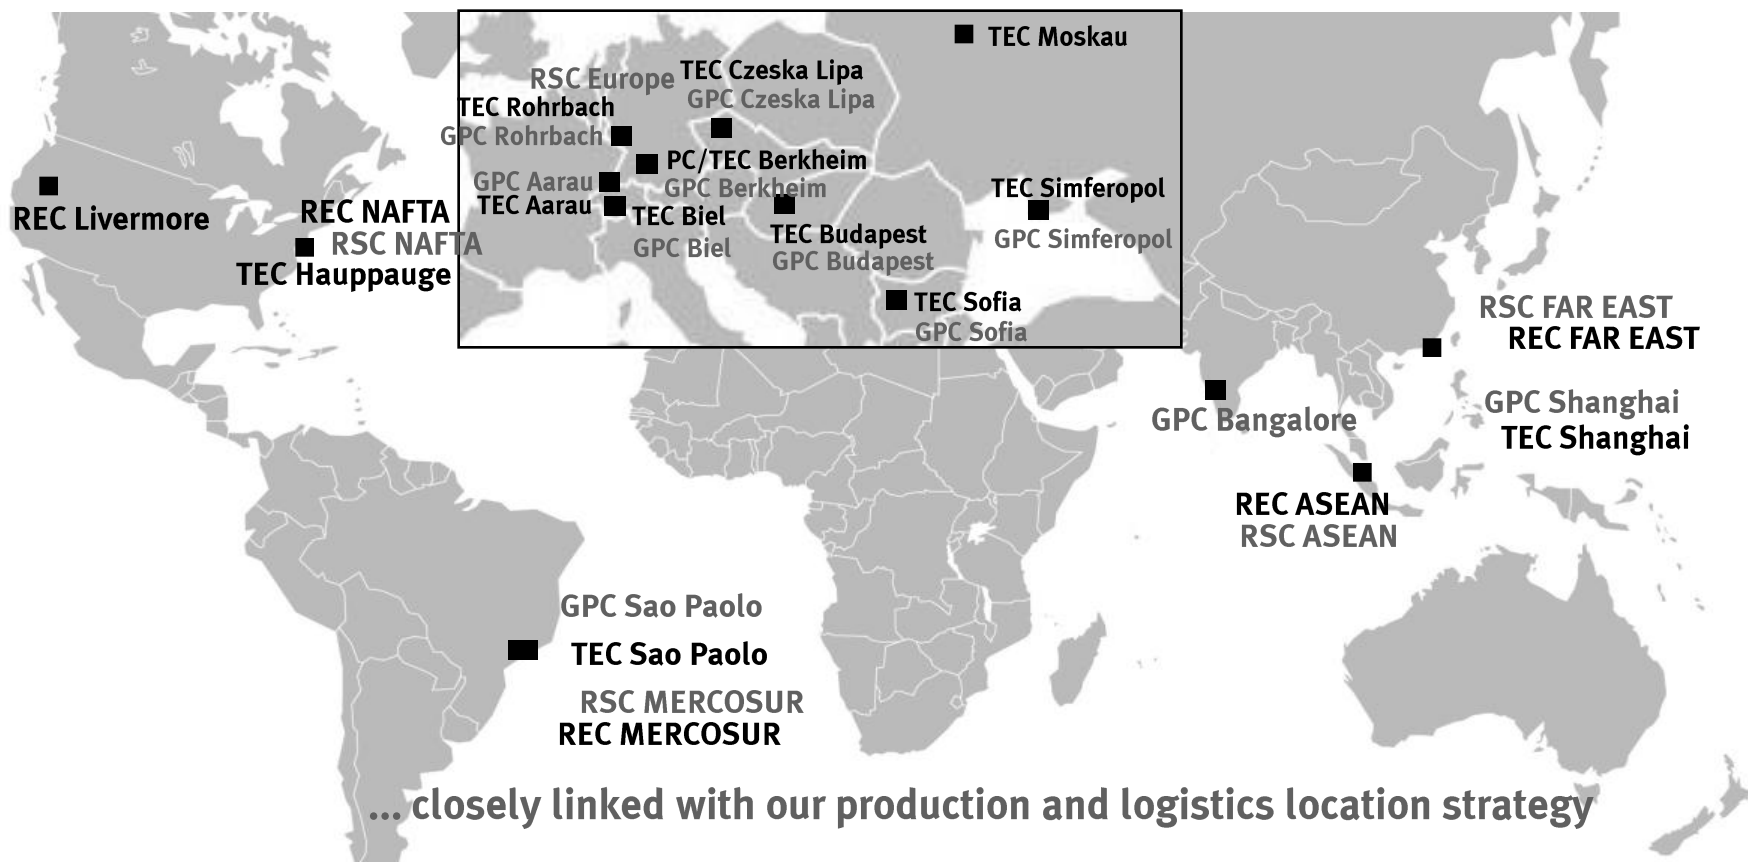 TEC Moskau
RSC Europe
TEC Czeska Lipa
GPC Czeska Lipa
TEC Rohrbach
GPC Rohrbach
PC/TEC Berkheim
GPC Berkheim
GPC Aarau
TEC Aarau
TEC Biel
GPC Biel
TEC Budapest
GPC Budapest
TEC Simferopol
GPC Simferopol
TEC Sofia
GPC Sofia
REC Livermore
REC NAFTA
RSC NAFTA
TEC Hauppauge
RSC FAR EAST
REC FAR EAST
GPC Shanghai
TEC Shanghai
GPC Bangalore
REC ASEAN
RSC ASEAN
GPC Sao Paolo
TEC Sao Paolo
RSC MERCOSUR
REC MERCOSUR
... closely linked with our production and logistics location strategy